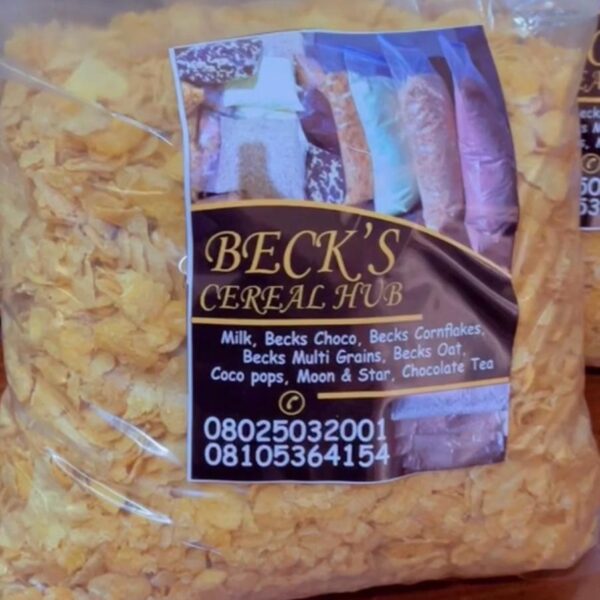 BECK'S
CEREAL HUB
Milk, Becks Choco, Becks Cornflakes,
Becks Multi Grains, Becks Oat,
Coco pops, Moon & Star, Chocolate Tea
08025032001
08105364154